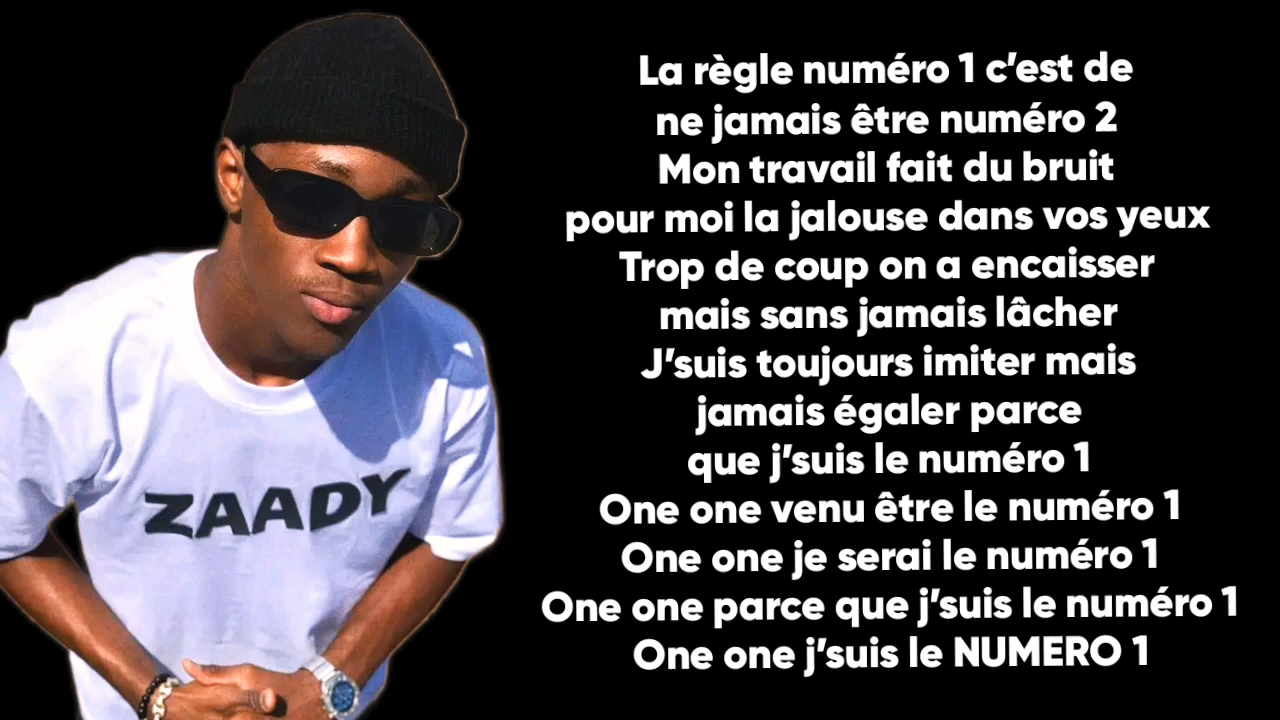 ZAADY
La règle numéro 1 c’est de
ne jamais être numéro 2
Mon travail fait du bruit
pour moi la jalouse dans vos yeux
Trop de coup on a encaisser
mais sans jamais lâcher
J’suis toujours imiter mais
jamais égaler parce
que j’suis le numéro 1
One one venu être le numéro 1
One one je serai le numéro 1
One one parce que j’suis le numéro 1
One one j’suis le NUMERO 1